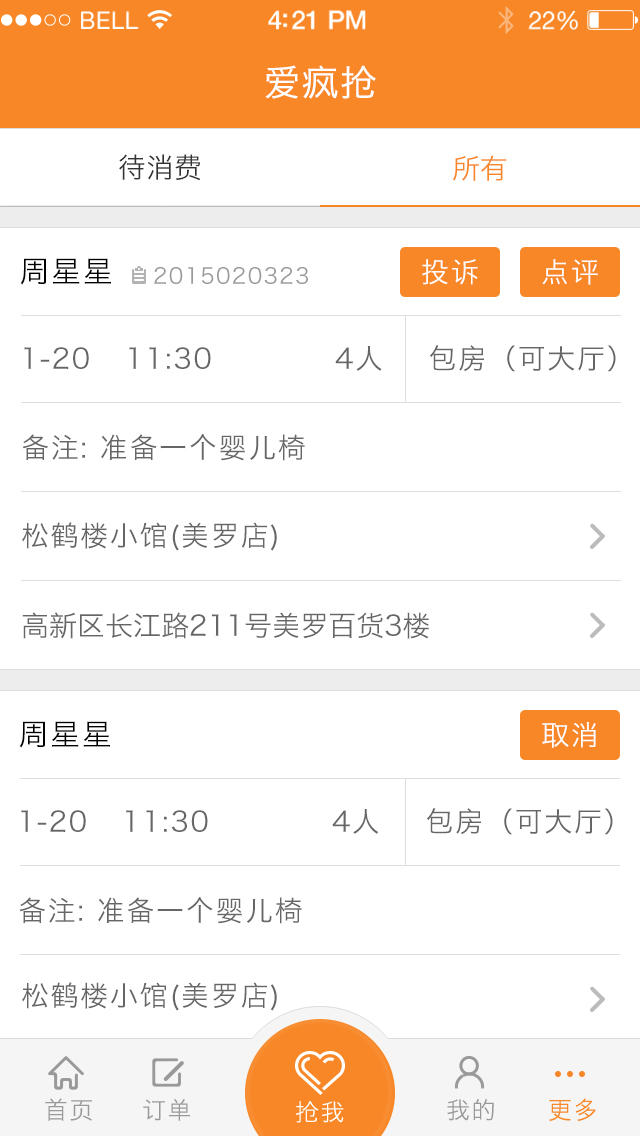 BELL 4:21 PM 22%
爱疯抢
待消费 所有
周星星 2015020323 投诉 点评
1-20 11:30 4人 包房（可大厅）
备注: 准备一个婴儿椅
松鹤楼小馆(美罗店)
高新区长江路211号美罗百货3楼
周星星 取消
1-20 11:30 4人 包房（可大厅）
备注: 准备一个婴儿椅
松鹤楼小馆(美罗店)
首页 订单 抢我 我的 更多